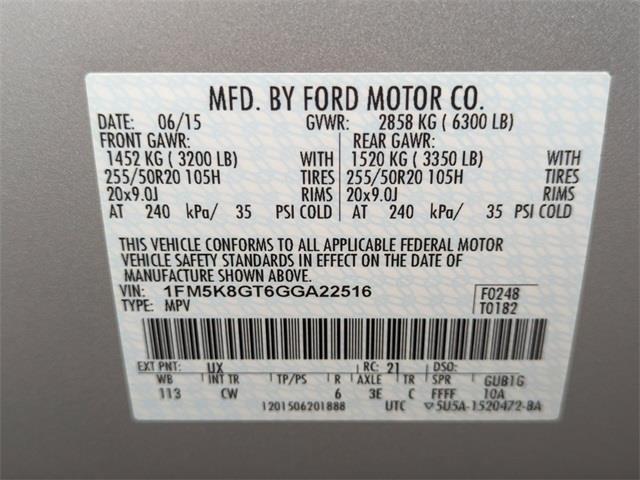 MFD. BY FORD MOTOR CO.
DATE: 06/15 GVWR: 2858 KG ( 6300 LB)
FRONT GAWR: REAR GAWR:
1452 KG ( 3200 LB) WITH 1520 KG ( 3350 LB) WITH
255/50R20 105H TIRES 255/50R20 105H TIRES
20x9.0J RIMS 20x9.0J RIMS
AT 240 kPa/ 35 PSI COLD AT 240 kPa/ 35 PSI COLD
THIS VEHICLE CONFORMS TO ALL APPLICABLE FEDERAL MOTOR
VEHICLE SAFETY STANDARDS IN EFFECT ON THE DATE OF
MANUFACTURE SHOWN ABOVE.
VIN: 1FM5K8GT6GGA22516 F0248
TYPE: MPV T0182
EXT PNT: UX RC: 21 DSO:
WB INT TR TP/PS R AXLE TR SPR GUB1G
113 CW 6 3E C FFFF 10A
1201506201888 UTC ▽5U5A-1520472-BA